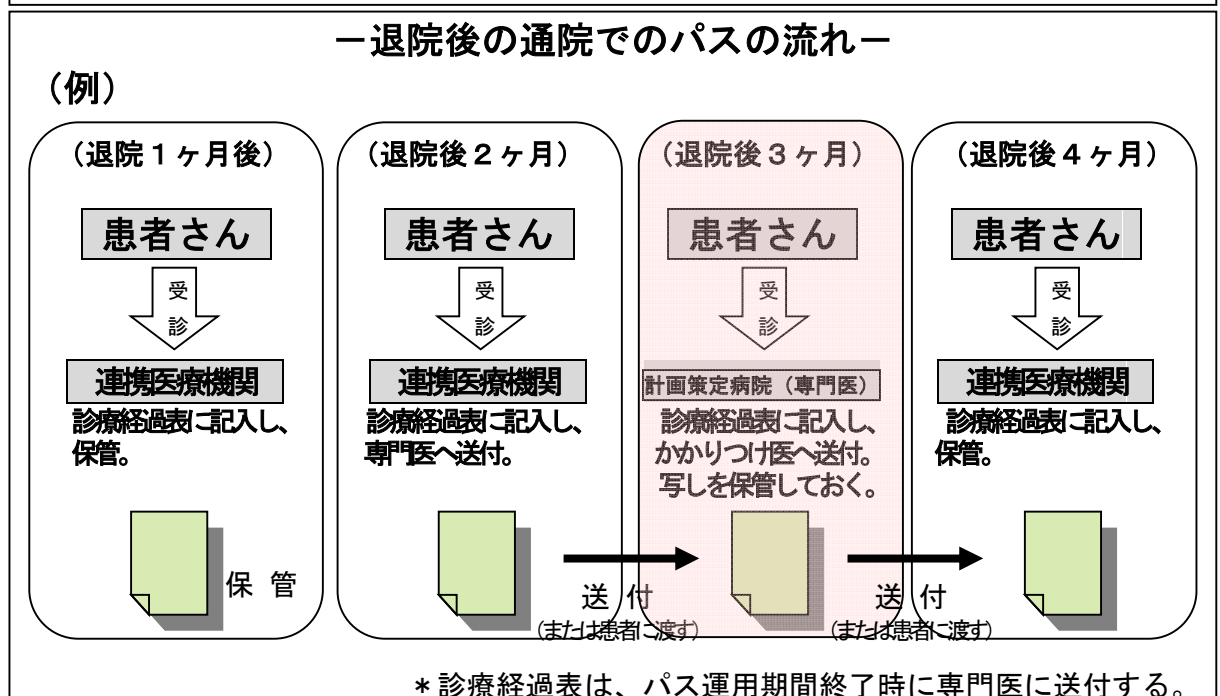 －退院後の通院でのパスの流れ－
（例）
（退院１ヶ月後）
患者さん
受
診
連携医療機関
診療経過表に記入し、
保管。
保 管
（退院後２ヶ月）
患者さん
受
診
連携医療機関
診療経過表に記入し、
専門医へ送付。
送 付
（または患者に渡す）
（退院後３ヶ月）
患者さん
受
診
計画策定病院（専門医）
診療経過表に記入し、
かかりつけ医へ送付。
写しを保管しておく。
送 付
（または患者に渡す）
（退院後４ヶ月）
患者さん
受
診
連携医療機関
診療経過表に記入し、
保管。
＊診療経過表は、パス運用期間終了時に専門医に送付する。